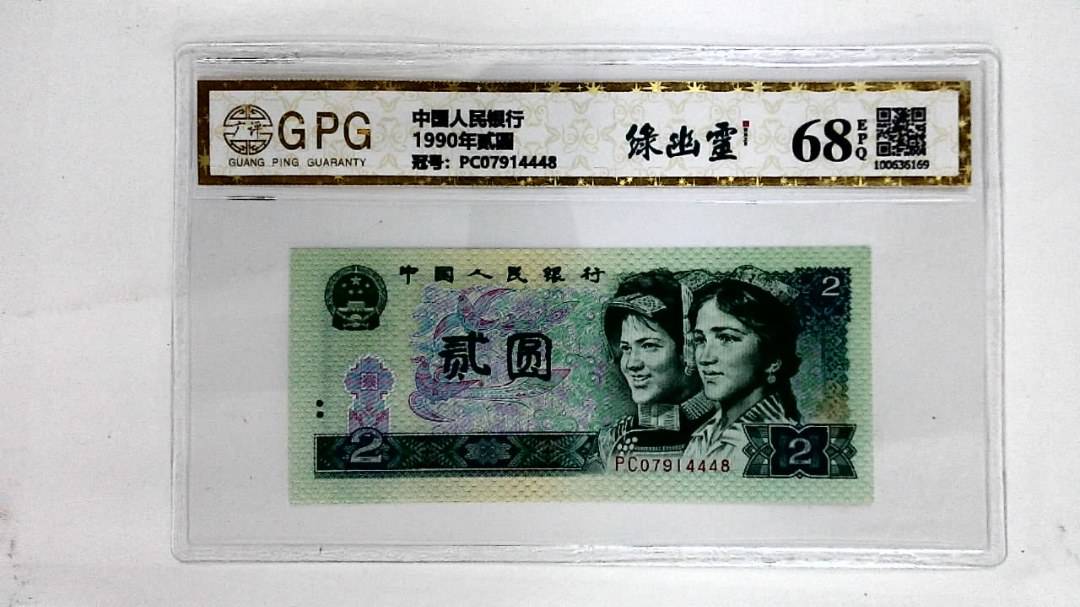 GPG
GUANG PING GUARANTY
中国人民银行
1990年贰圆
冠号：PC07914448
绿幽靈
68
EPQ
100636169
中国人民银行
2
贰圆
2
2
PC07914448